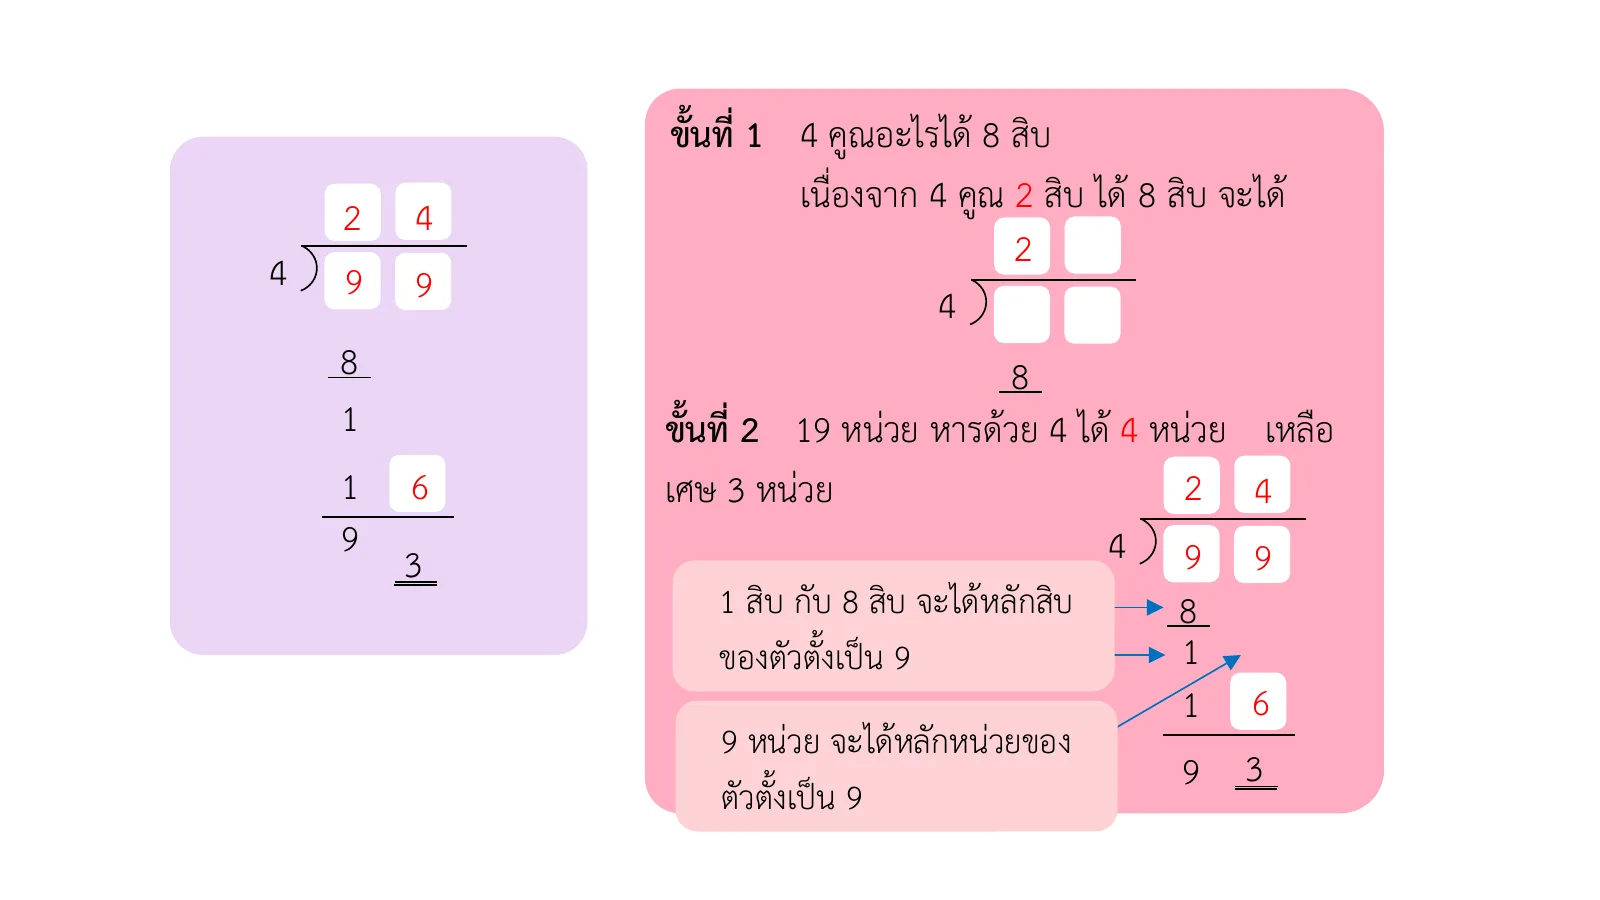 2 4
4 9 9
8
1
1 6
9
3
ขั้นที่ 1 4 คูณอะไรได้ 8 สิบ
เนื่องจาก 4 คูณ 2 สิบ ได้ 8 สิบ จะได้
2
4
8
ขั้นที่ 2 19 หน่วย หารด้วย 4 ได้ 4 หน่วย เหลือ
เศษ 3 หน่วย
2 4
4 9 9
8
1
1 6
9 3
1 สิบ กับ 8 สิบ จะได้หลักสิบ
ของตัวตั้งเป็น 9
9 หน่วย จะได้หลักหน่วยของ
ตัวตั้งเป็น 9